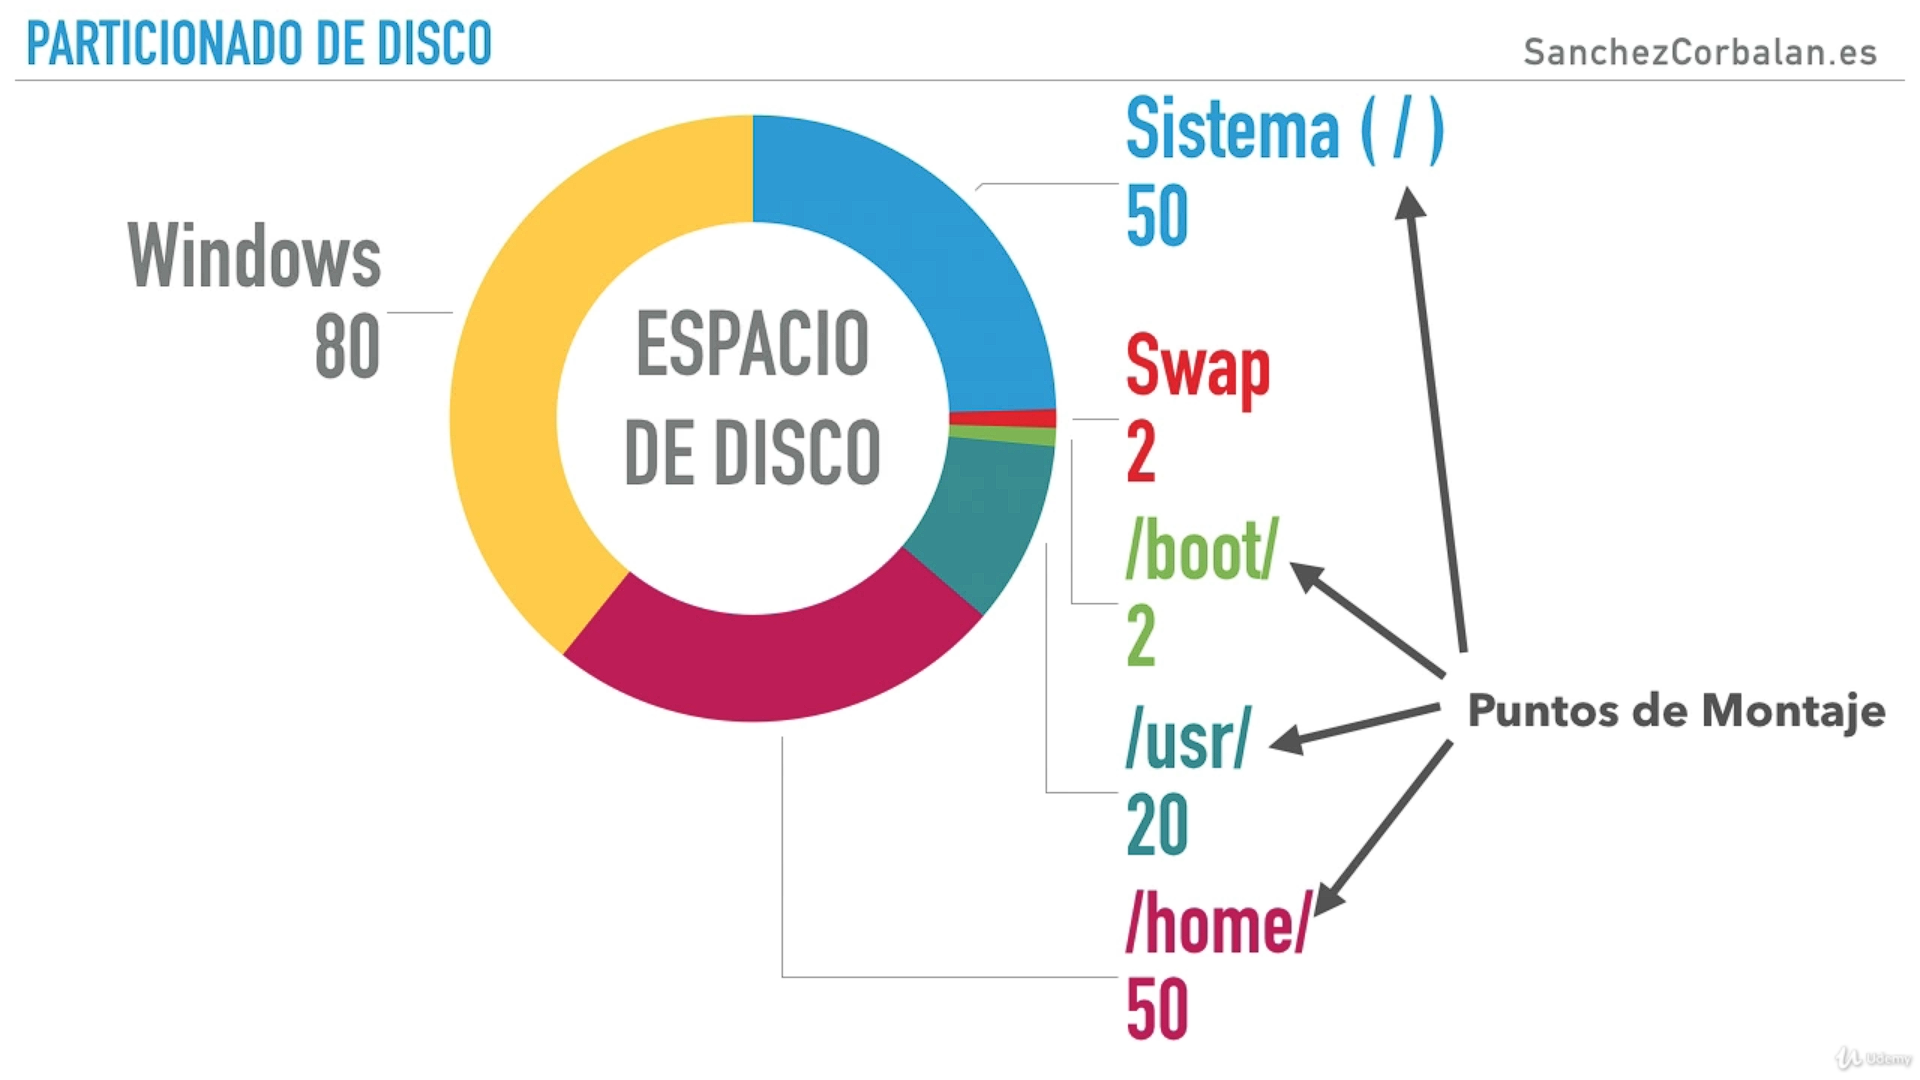 PARTICIONADO DE DISCO
SanchezCorbalan.es
Windows
80
ESPACIO
DE DISCO
Sistema ( / )
50
Swap
2
/boot/
2
/usr/
20
/home/
50
Puntos de Montaje
Udemy